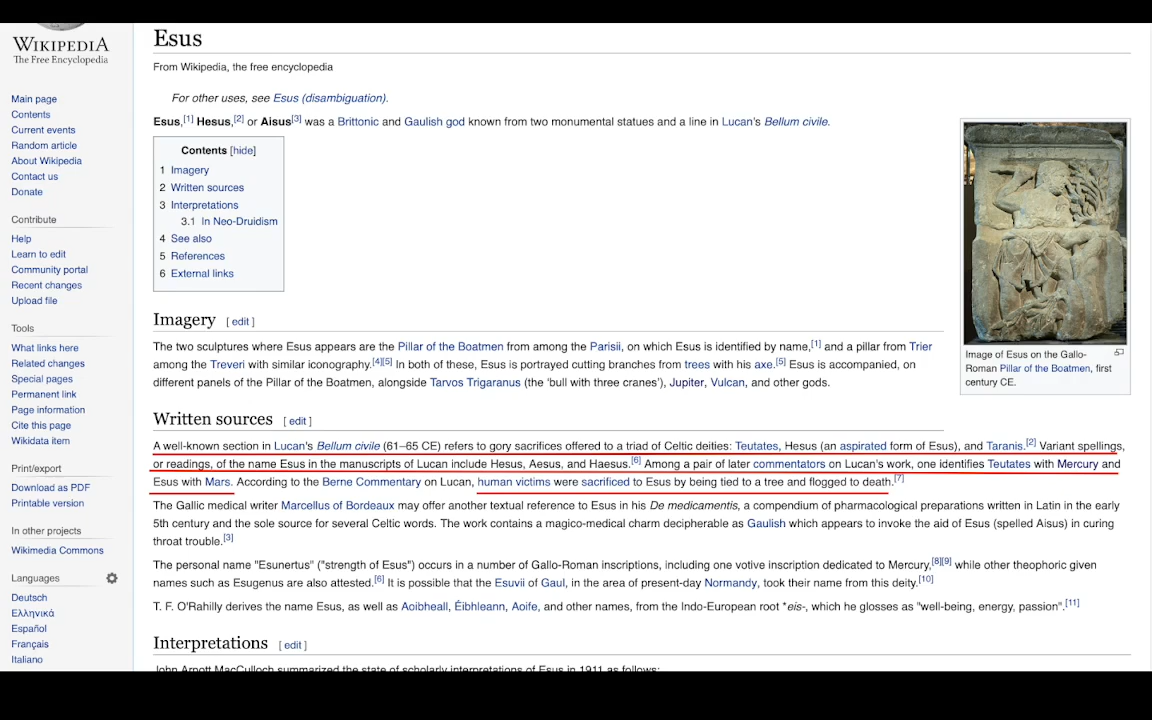 WIKIPEDIA
The Free Encyclopedia
Main page
Contents
Current events
Random article
About Wikipedia
Contact us
Donate
Contribute
Help
Learn to edit
Community portal
Recent changes
Upload file
Tools
What links here
Related changes
Special pages
Permanent link
Page information
Cite this page
Wikidata item
Print/export
Download as PDF
Printable version
In other projects
Wikimedia Commons
Languages
Deutsch
Ελληνικά
Español
Français
Italiano
Esus
From Wikipedia, the free encyclopedia
For other uses, see Esus (disambiguation).
Esus,[1] Hesus,[2] or Aisus[3] was a Brittonic and Gaulish god known from two monumental statues and a line in Lucan's Bellum civile.
Contents [hide]
1 Imagery
2 Written sources
3 Interpretations
3.1 In Neo-Druidism
4 See also
5 References
6 External links
Image of Esus on the Gallo-
Roman Pillar of the Boatmen, first
century CE.
Imagery [ edit ]
The two sculptures where Esus appears are the Pillar of the Boatmen from among the Parisii, on which Esus is identified by name,[1] and a pillar from Trier
among the Treveri with similar iconography.[4][5] In both of these, Esus is portrayed cutting branches from trees with his axe.[5] Esus is accompanied, on
different panels of the Pillar of the Boatmen, alongside Tarvos Trigaranus (the ‘bull with three cranes’), Jupiter, Vulcan, and other gods.
Written sources [ edit ]
A well-known section in Lucan's Bellum civile (61–65 CE) refers to gory sacrifices offered to a triad of Celtic deities: Teutates, Hesus (an aspirated form of Esus), and Taranis.[2] Variant spellings,
or readings, of the name Esus in the manuscripts of Lucan include Hesus, Aesus, and Haesus.[6] Among a pair of later commentators on Lucan's work, one identifies Teutates with Mercury and
Esus with Mars. According to the Berne Commentary on Lucan, human victims were sacrificed to Esus by being tied to a tree and flogged to death.[7]
The Gallic medical writer Marcellus of Bordeaux may offer another textual reference to Esus in his De medicamentis, a compendium of pharmacological preparations written in Latin in the early
5th century and the sole source for several Celtic words. The work contains a magico-medical charm decipherable as Gaulish which appears to invoke the aid of Esus (spelled Aisus) in curing
throat trouble.[3]
The personal name "Esunertus" ("strength of Esus") occurs in a number of Gallo-Roman inscriptions, including one votive inscription dedicated to Mercury,[8][9] while other theophoric given
names such as Esugenus are also attested.[6] It is possible that the Esuvii of Gaul, in the area of present-day Normandy, took their name from this deity.[10]
T. F. O'Rahilly derives the name Esus, as well as Aoibheall, Éibhleann, Aoife, and other names, from the Indo-European root *eis-, which he glosses as "well-being, energy, passion".[11]
Interpretations [ edit ]
John Arnott MacCulloch summarized the state of scholarly interpretations of Esus in 1911 as follows: